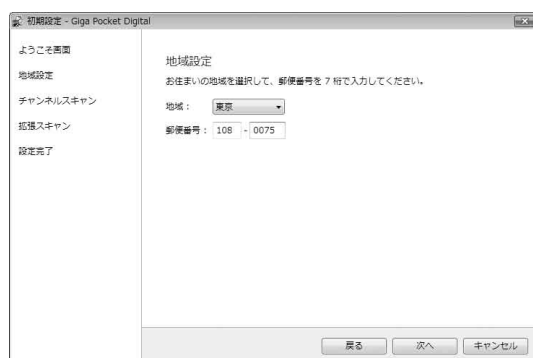 初期設定 - Giga Pocket Digital
ようこそ画面
地域設定
チャンネルスキャン
拡張スキャン
設定完了
地域設定
お住まいの地域を選択して、郵便番号を 7 桁で入力してください。
地域： 東京
郵便番号： 108 - 0075
戻る 次へ キャンセル